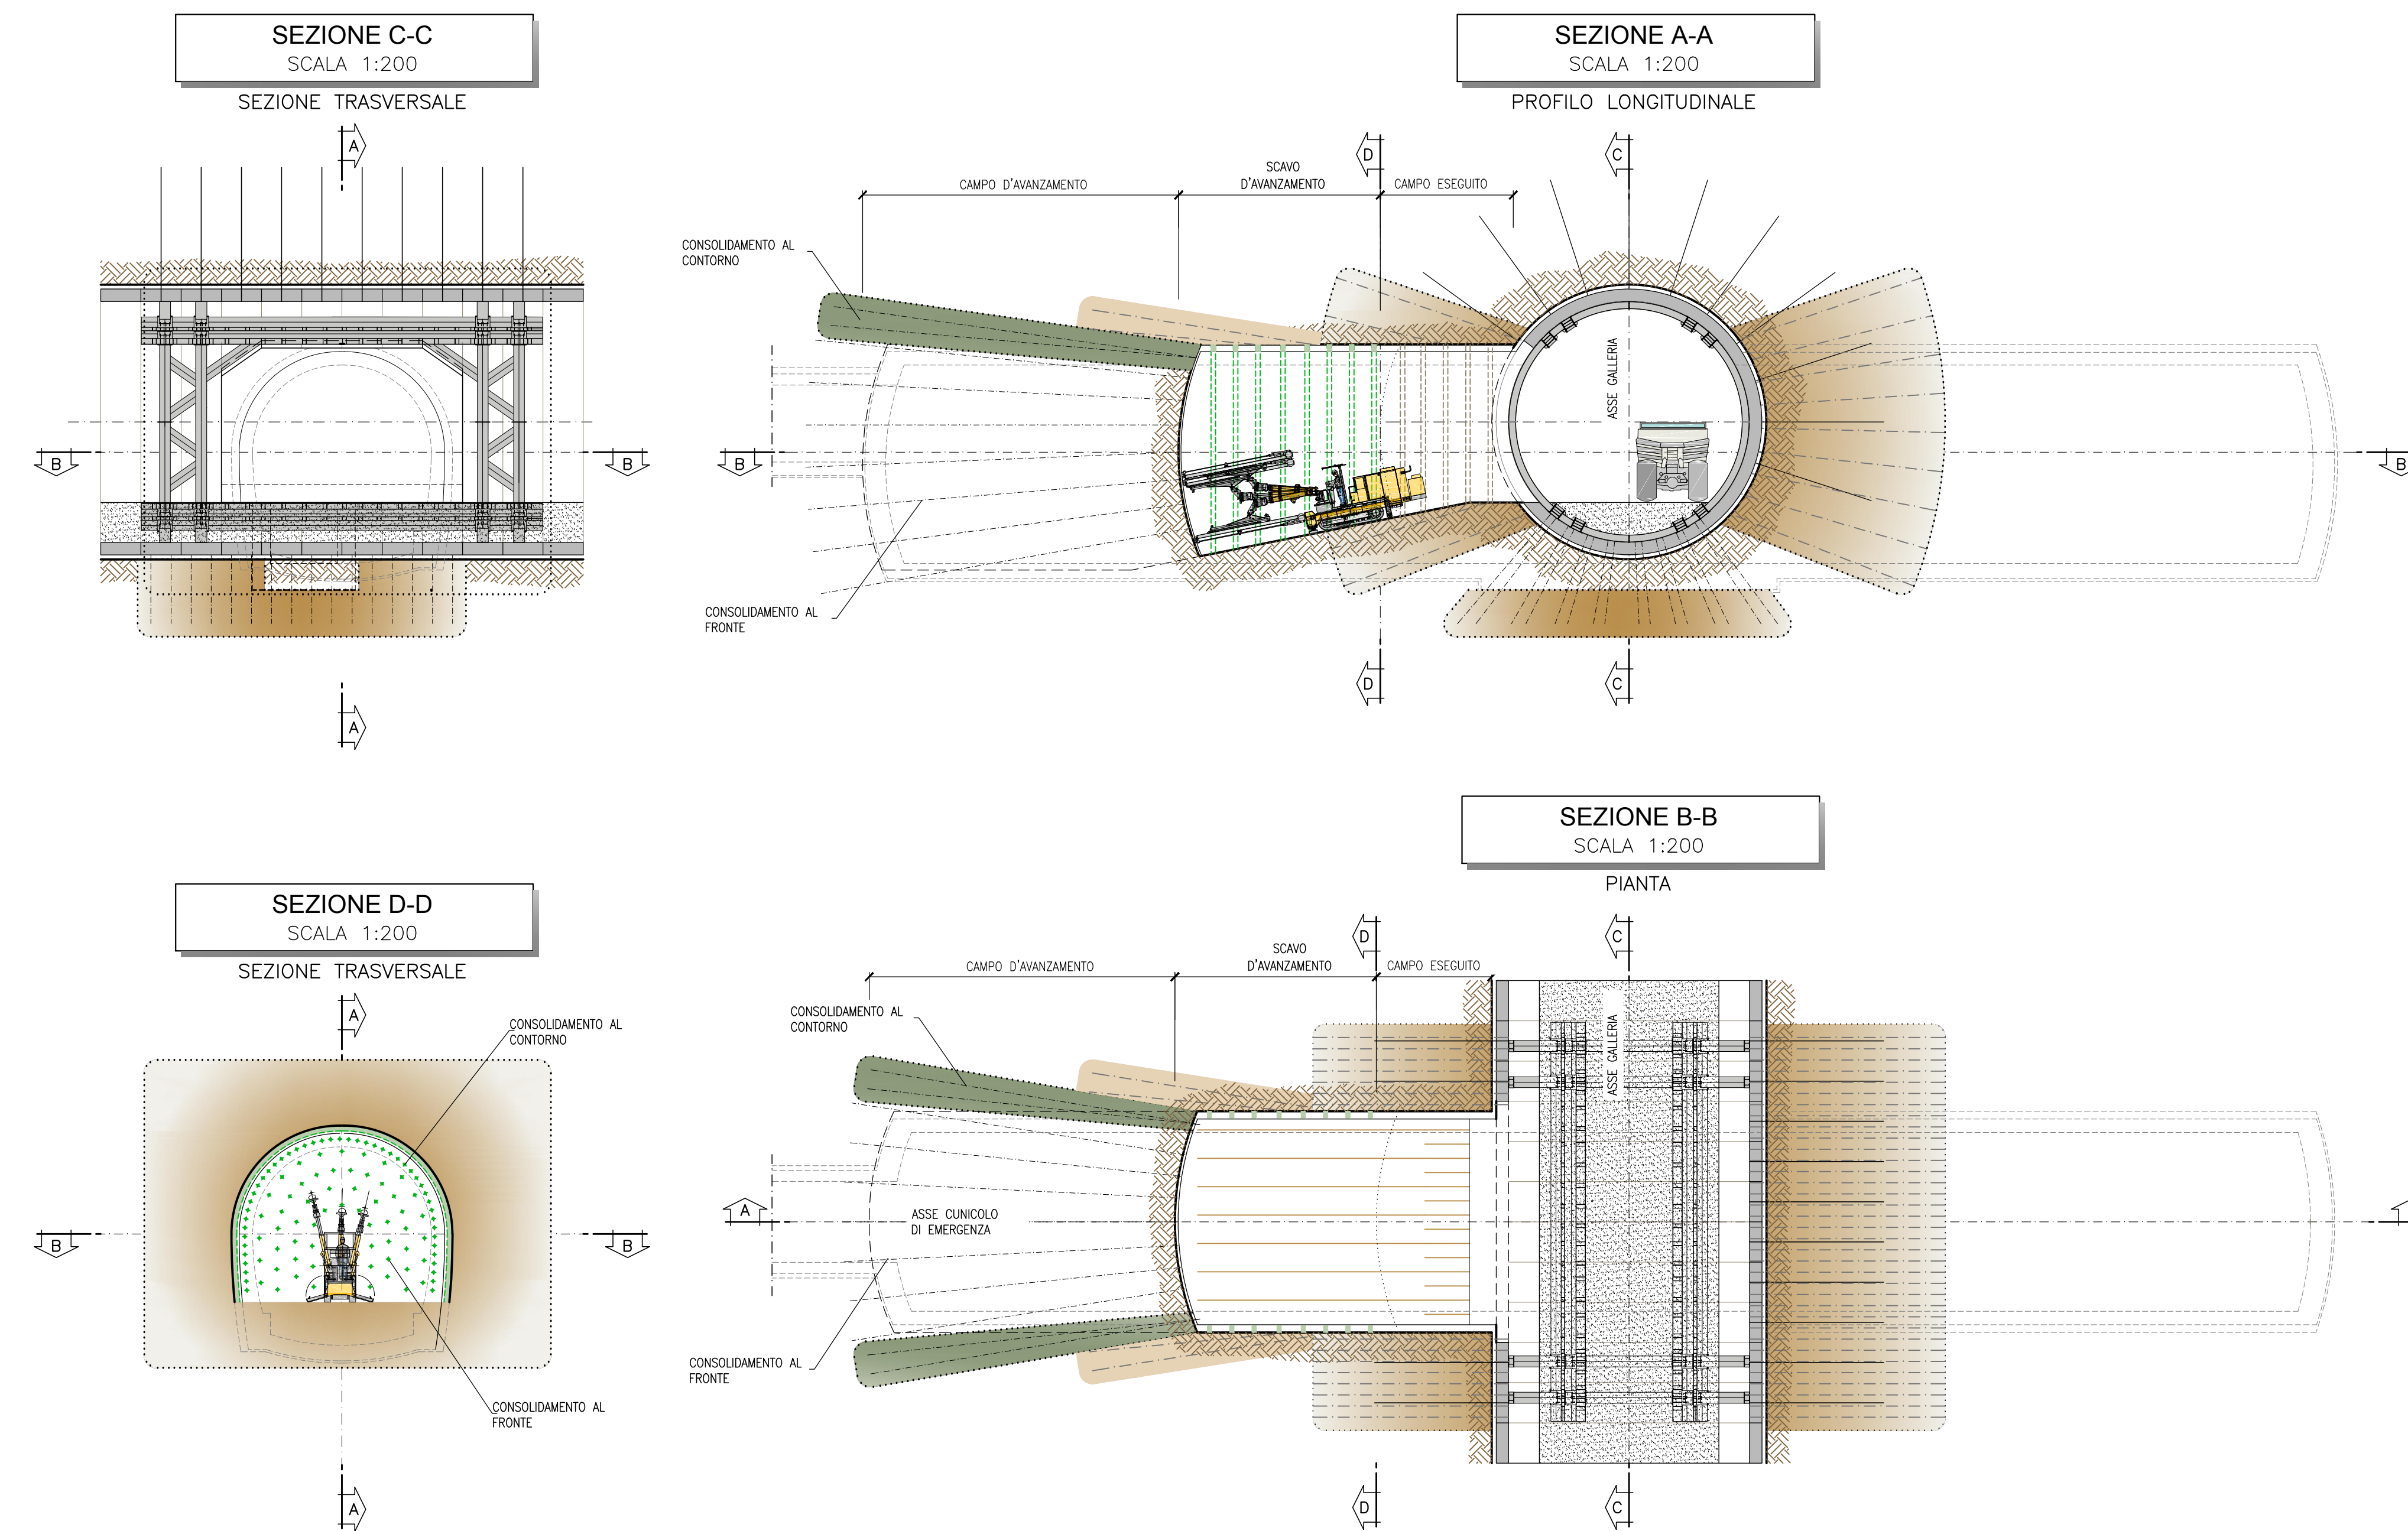 SEZIONE C-C
SCALA 1:200
SEZIONE TRASVERSALE
A
B
B
A
SEZIONE A-A
SCALA 1:200
PROFILO LONGITUDINALE
D
C
CAMPO D'AVANZAMENTO
SCAVO
D'AVANZAMENTO
CAMPO ESEGUITO
CONSOLIDAMENTO AL
CONTORNO
ASSE GALLERIA
B
B
CONSOLIDAMENTO AL
FRONTE
D
C
SEZIONE D-D
SCALA 1:200
SEZIONE TRASVERSALE
A
CONSOLIDAMENTO AL
CONTORNO
B
B
CONSOLIDAMENTO AL
FRONTE
A
SEZIONE B-B
SCALA 1:200
PIANTA
D
C
CAMPO D'AVANZAMENTO
SCAVO
D'AVANZAMENTO
CAMPO ESEGUITO
CONSOLIDAMENTO AL
CONTORNO
ASSE GALLERIA
A
ASSE CUNICOLO
DI EMERGENZA
CONSOLIDAMENTO AL
FRONTE
D
C